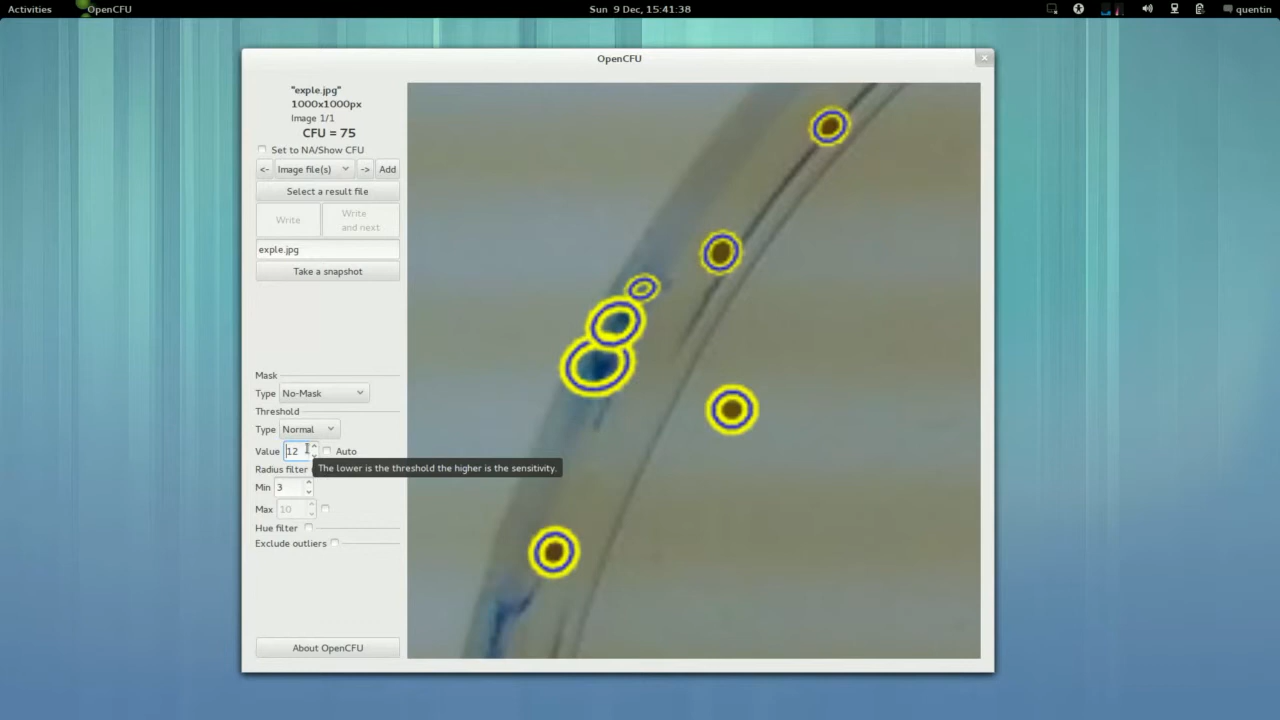 Activities
OpenCFU
Sun 9 Dec, 15:41:38
quentin
OpenCFU
"exple.jpg"
1000x1000px
Image 1/1
CFU = 75
Set to NA/Show CFU
<- Image file(s) -> Add
Select a result file
Write
Write and next
exple.jpg
Take a snapshot
Mask
Type No-Mask
Threshold
Type Normal
Value 12 Auto
The lower is the threshold the higher is the sensitivity.
Radius filter
Min 3
Max 10
Hue filter
Exclude outliers
About OpenCFU